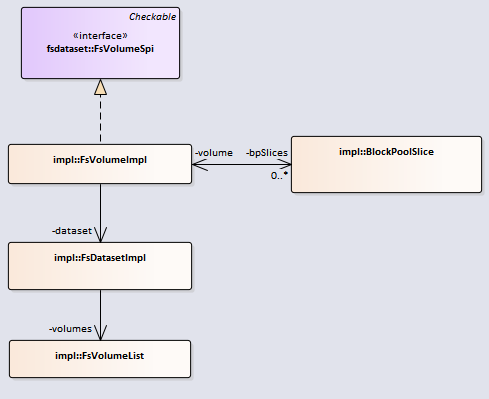 Checkable
«interface»
fsdataset::FsVolumeSpi
impl::FsVolumeImpl
-volume
-bpSlices
0..*
impl::BlockPoolSlice
-dataset
impl::FsDatasetImpl
-volumes
impl::FsVolumeList